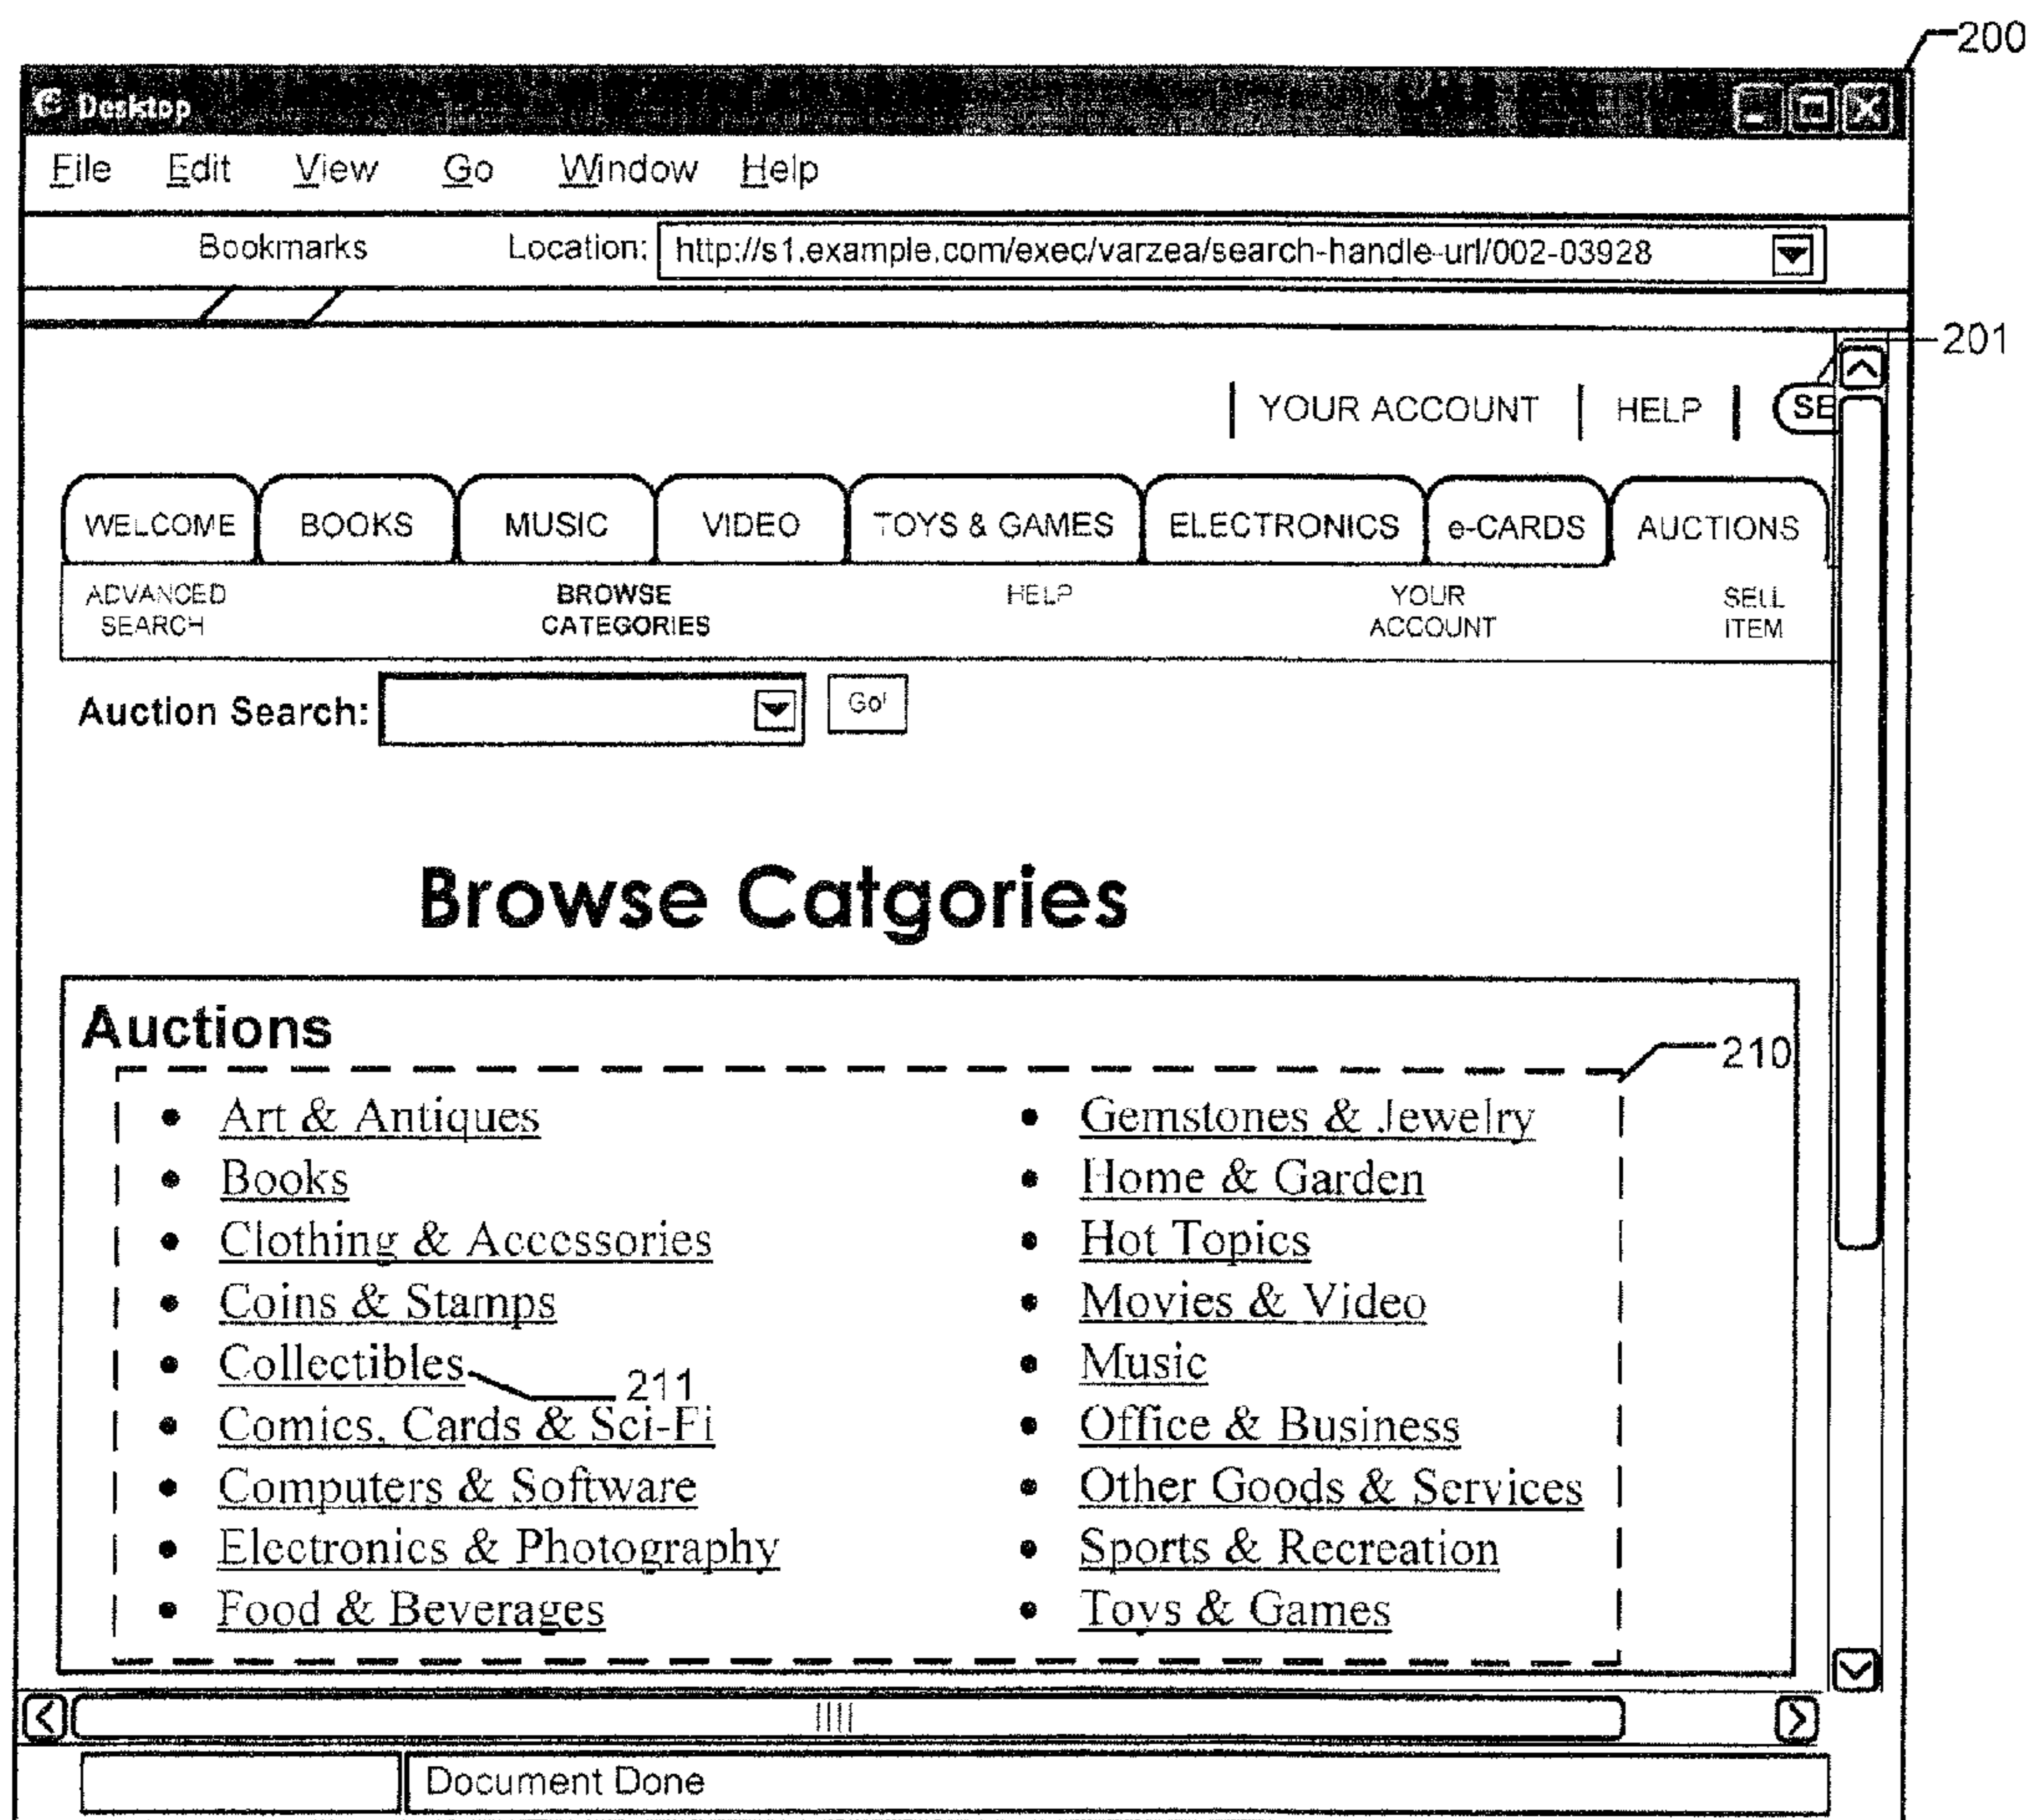 200
Desktop
File Edit View Go Window Help
Bookmarks Location: http://s1.example.com/exec/varzea/search-handle-url/002-03928
201
YOUR ACCOUNT HELP SE
WELCOME BOOKS MUSIC VIDEO TOYS & GAMES ELECTRONICS e-CARDS AUCTIONS
ADVANCED SEARCH BROWSE CATEGORIES HELP YOUR ACCOUNT SELL ITEM
Auction Search: Go!
Browse Catgories
Auctions
210
Art & Antiques Gemstones & Jewelry
Books Home & Garden
Clothing & Accessories Hot Topics
Coins & Stamps Movies & Video
Collectibles 211 Music
Comics, Cards & Sci-Fi Office & Business
Computers & Software Other Goods & Services
Electronics & Photography Sports & Recreation
Food & Beverages Toys & Games
Document Done